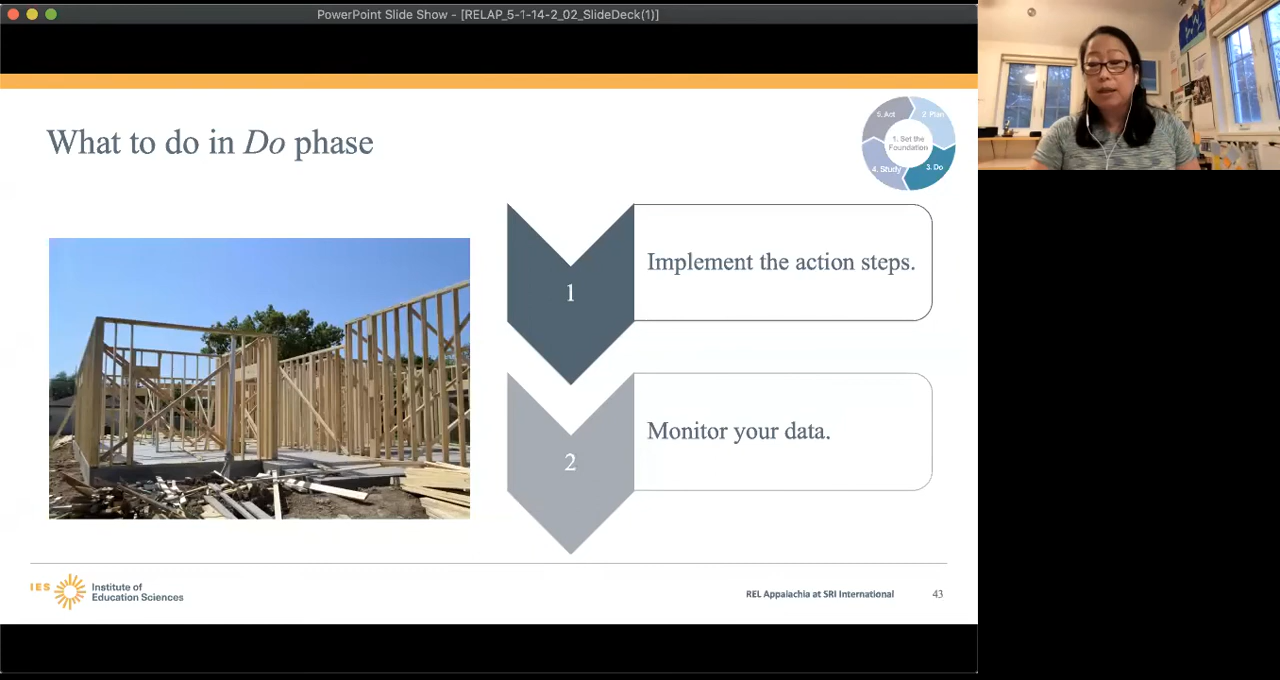 PowerPoint Slide Show - [RELAP_5-1-14-2_02_SlideDeck(1)]
What to do in Do phase
5. Act
2. Plan
1. Set the
Foundation
4. Study
3. Do
1
Implement the action steps.
2
Monitor your data.
IES
Institute of
Education Sciences
REL Appalachia at SRI International
43